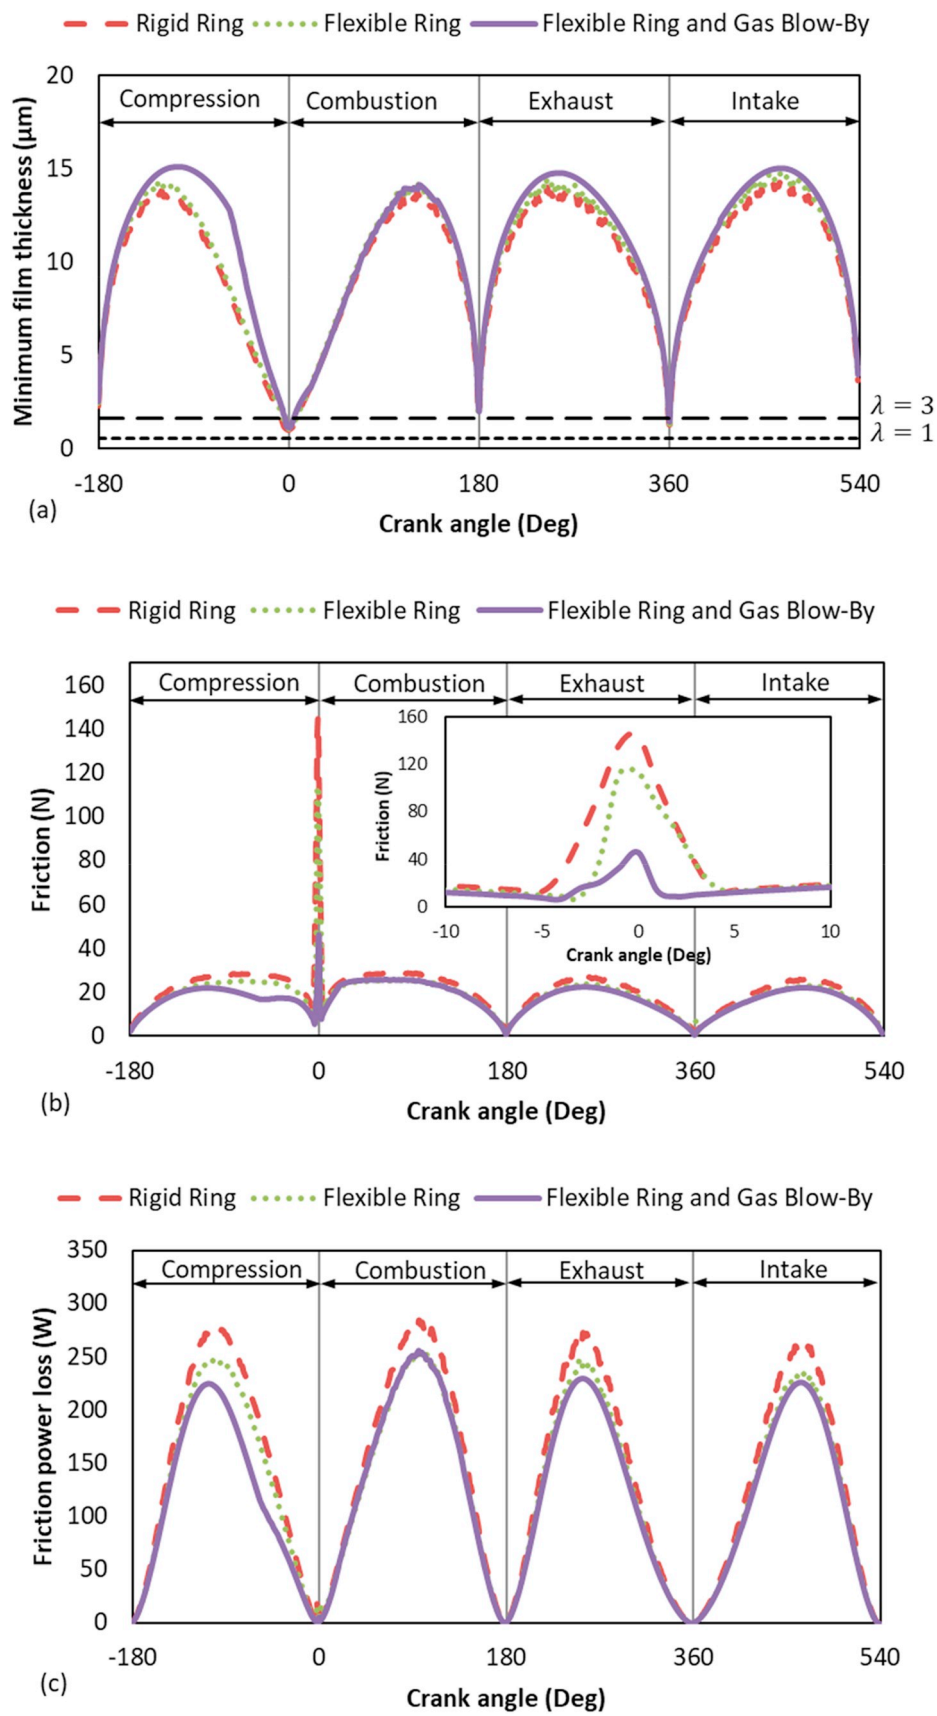 Rigid Ring Flexible Ring Flexible Ring and Gas Blow-By
20
Compression Combustion Exhaust Intake
15
10
5
0
Minimum film thickness (μm)
λ = 3
λ = 1
-180 0 180 360 540
(a)
Crank angle (Deg)
Rigid Ring Flexible Ring Flexible Ring and Gas Blow-By
160
Compression Combustion Exhaust Intake
140
120
100
80
60
40
20
0
Friction (N)
160
120
80
40
0
Friction (N)
-10 -5 0 5 10
Crank angle (Deg)
-180 0 180 360 540
(b)
Crank angle (Deg)
Rigid Ring Flexible Ring Flexible Ring and Gas Blow-By
350
Compression Combustion Exhaust Intake
300
250
200
150
100
50
0
Friction power loss (W)
-180 0 180 360 540
(c)
Crank angle (Deg)